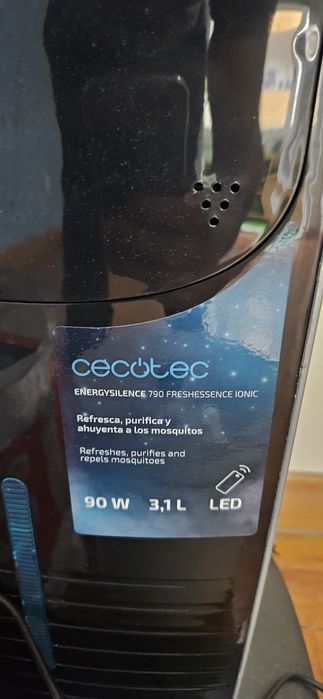 cecotec
ENERGYSILENCE 790 FRESHESSENCE IONIC
Refresca, purifica y
ahuyenta a los mosquitos
Refreshes, purifies and
repels mosquitoes
90 W 3,1 L LED